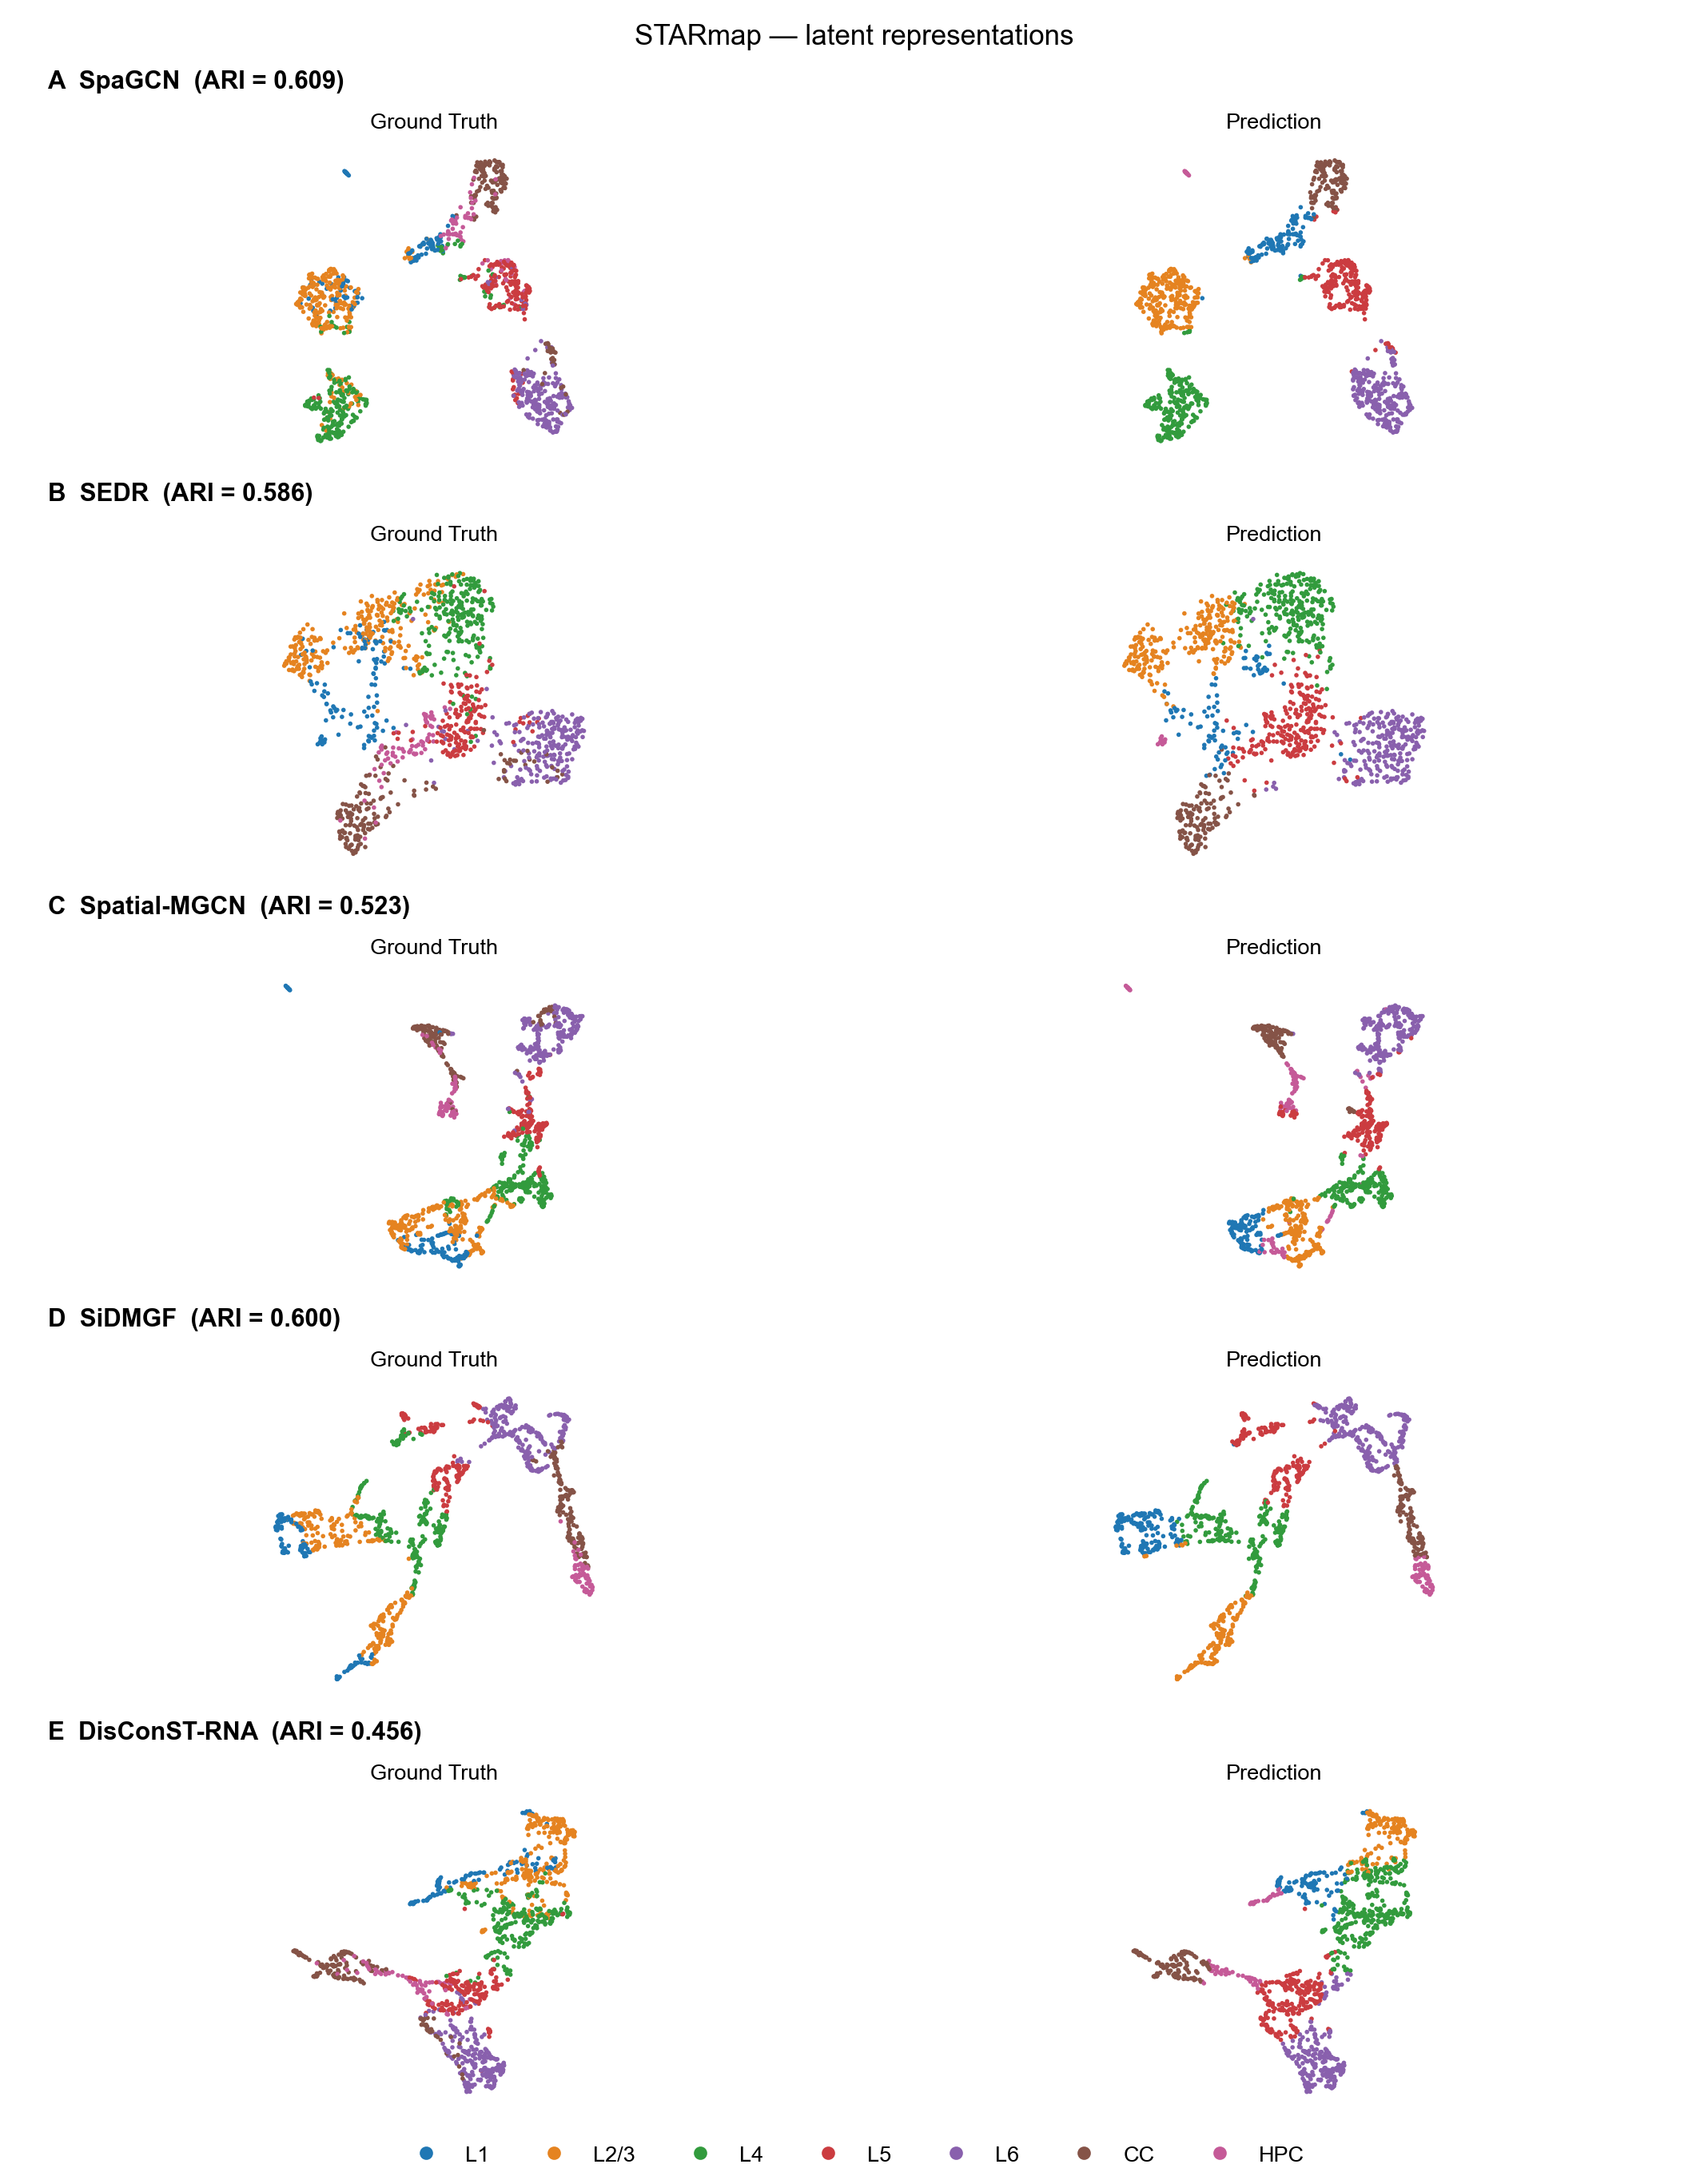 STARmap — latent representations
A SpaGCN (ARI = 0.609)
Ground Truth
Prediction
B SEDR (ARI = 0.586)
Ground Truth
Prediction
C Spatial-MGCN (ARI = 0.523)
Ground Truth
Prediction
D SiDMGF (ARI = 0.600)
Ground Truth
Prediction
E DisConST-RNA (ARI = 0.456)
Ground Truth
Prediction
L1 L2/3 L4 L5 L6 CC HPC